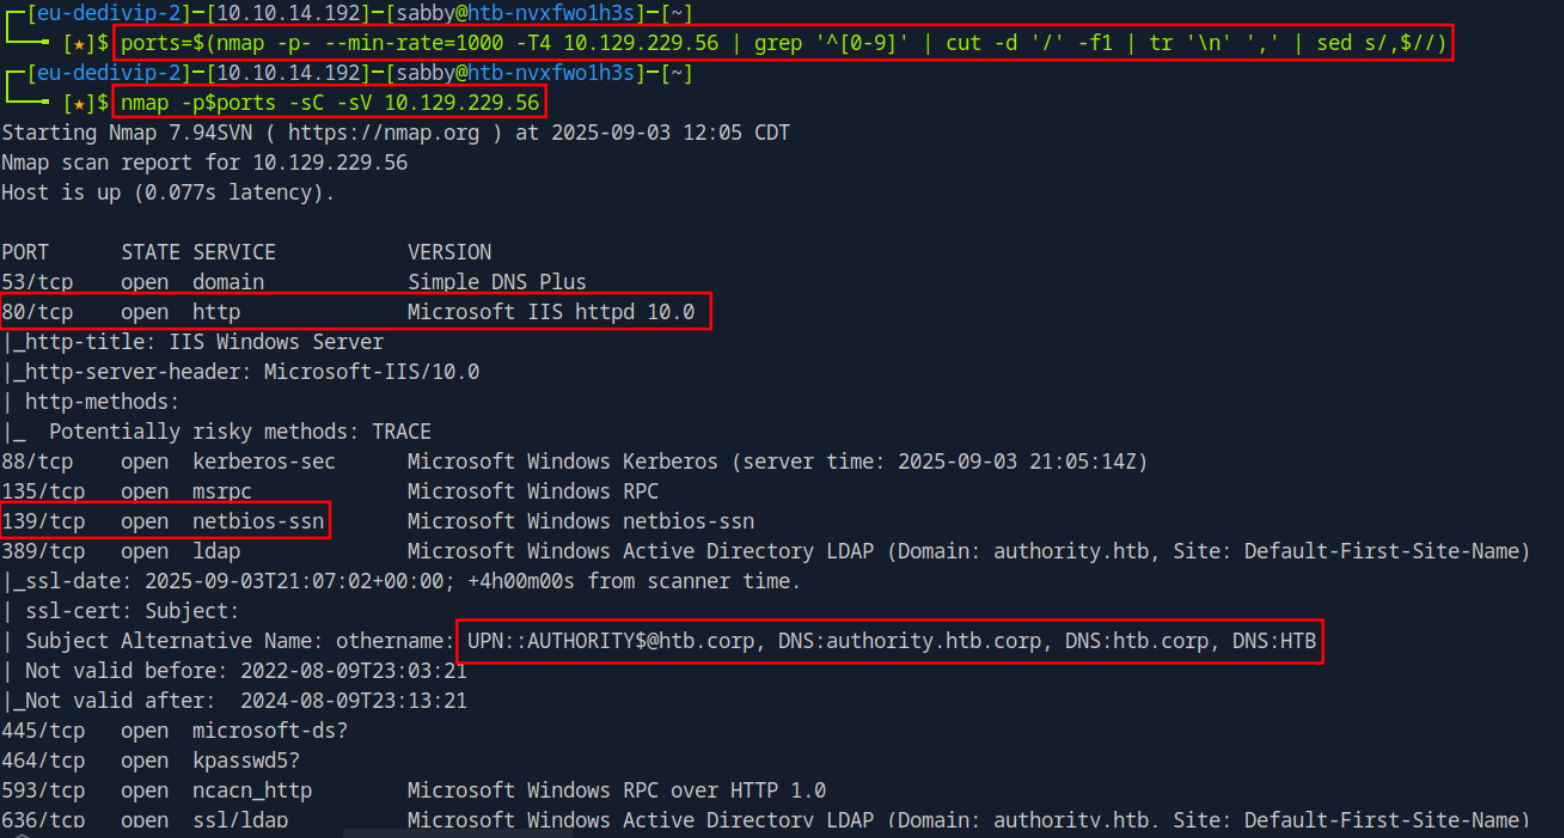 ┌─[eu-dedivip-2]─[10.10.14.192]─[sabby@htb-nvxfwo1h3s]─[~]
└──╼ [★]$ ports=$(nmap -p- --min-rate=1000 -T4 10.129.229.56 | grep '^[0-9]' | cut -d '/' -f1 | tr '\n' ',' | sed s/,$//)
┌─[eu-dedivip-2]─[10.10.14.192]─[sabby@htb-nvxfwo1h3s]─[~]
└──╼ [★]$ nmap -p$ports -sC -sV 10.129.229.56
Starting Nmap 7.94SVN ( https://nmap.org ) at 2025-09-03 12:05 CDT
Nmap scan report for 10.129.229.56
Host is up (0.077s latency).
PORT STATE SERVICE VERSION
53/tcp open domain Simple DNS Plus
80/tcp open http Microsoft IIS httpd 10.0
|_http-title: IIS Windows Server
|_http-server-header: Microsoft-IIS/10.0
| http-methods:
|_ Potentially risky methods: TRACE
88/tcp open kerberos-sec Microsoft Windows Kerberos (server time: 2025-09-03 21:05:14Z)
135/tcp open msrpc Microsoft Windows RPC
139/tcp open netbios-ssn Microsoft Windows netbios-ssn
389/tcp open ldap Microsoft Windows Active Directory LDAP (Domain: authority.htb, Site: Default-First-Site-Name)
|_ssl-date: 2025-09-03T21:07:02+00:00; +4h00m00s from scanner time.
| ssl-cert: Subject:
| Subject Alternative Name: othername: UPN::AUTHORITY$@htb.corp, DNS:authority.htb.corp, DNS:htb.corp, DNS:HTB
| Not valid before: 2022-08-09T23:03:21
|_Not valid after: 2024-08-09T23:13:21
445/tcp open microsoft-ds?
464/tcp open kpasswd5?
593/tcp open ncacn_http Microsoft Windows RPC over HTTP 1.0
636/tcp open ssl/ldap Microsoft Windows Active Directory LDAP (Domain: authority.htb, Site: Default-First-Site-Name)